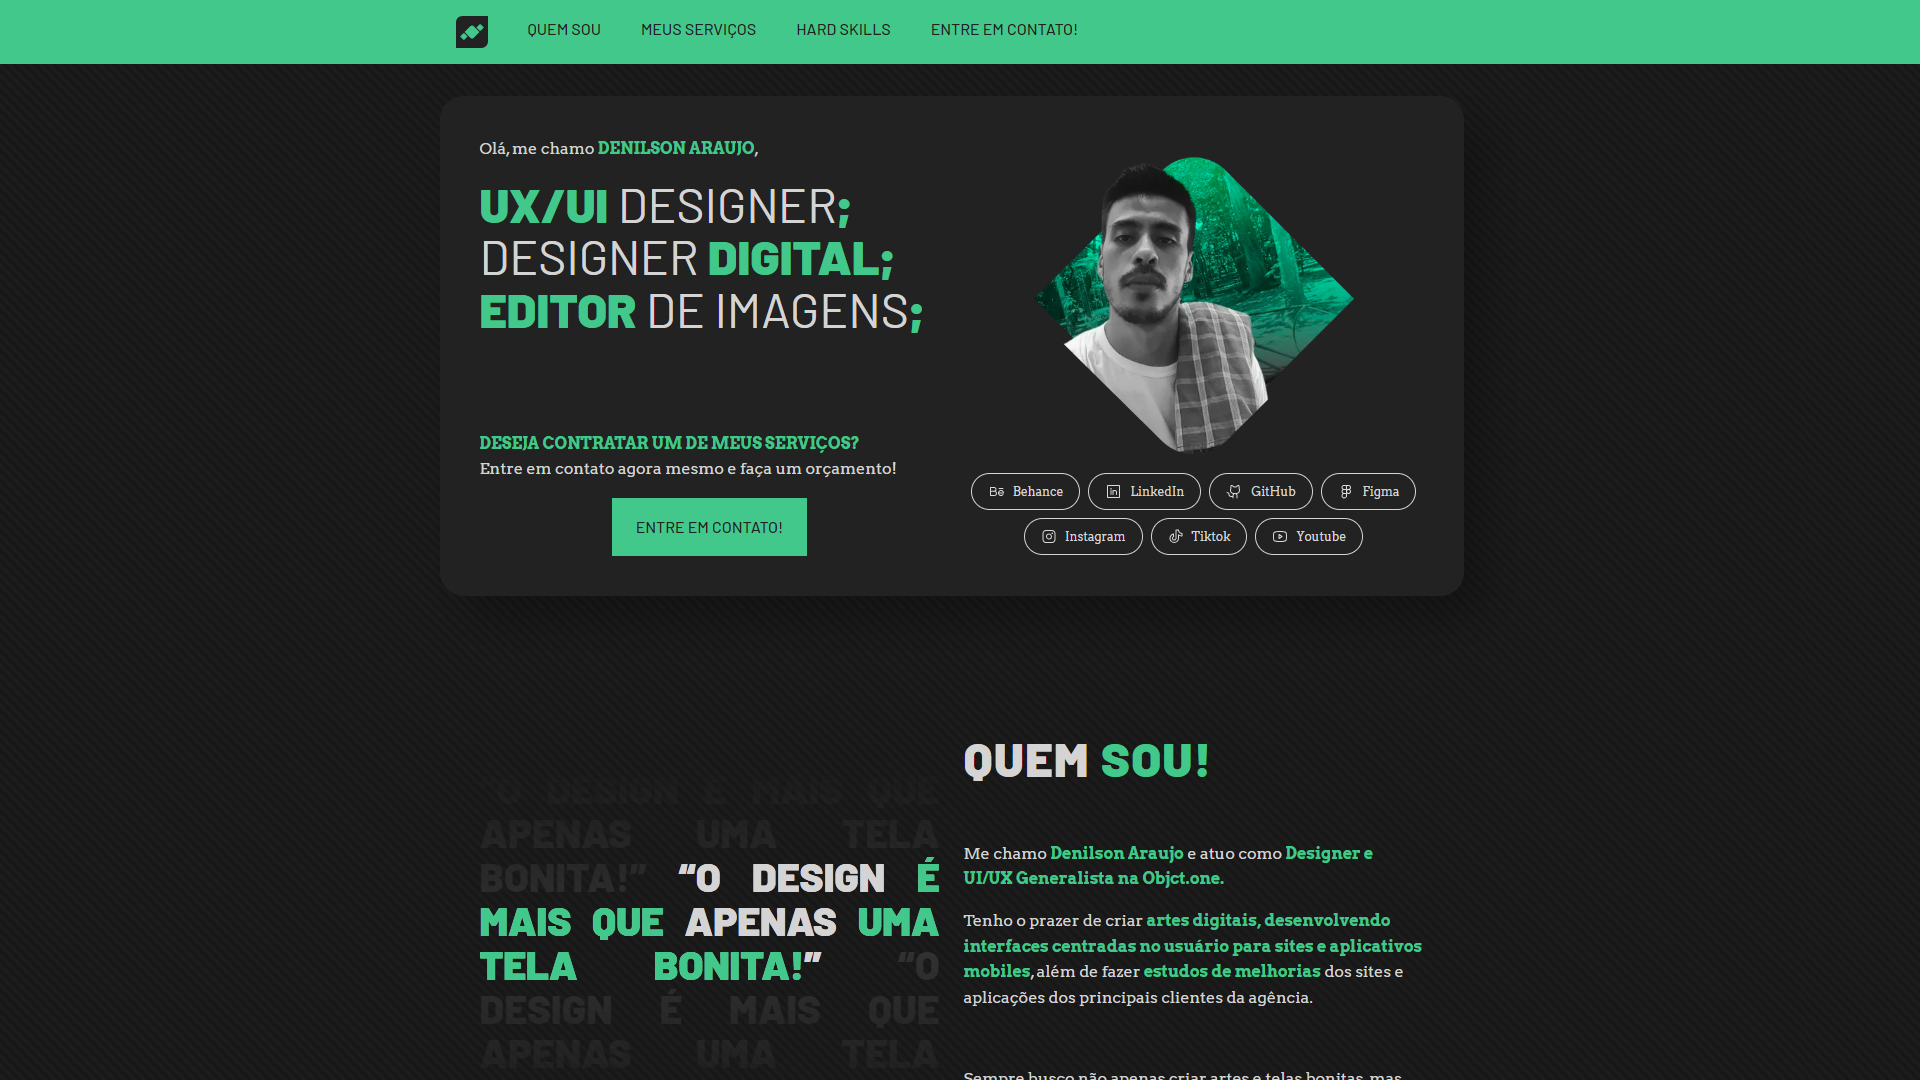 QUEM SOU
MEUS SERVIÇOS
HARD SKILLS
ENTRE EM CONTATO!
Olá, me chamo DENILSON ARAUJO,
UX/UI DESIGNER;
DESIGNER DIGITAL;
EDITOR DE IMAGENS;
DESEJA CONTRATAR UM DE MEUS SERVIÇOS?
Entre em contato agora mesmo e faça um orçamento!
ENTRE EM CONTATO!
Behance
LinkedIn
GitHub
Figma
Instagram
Tiktok
Youtube
“O DESIGN É MAIS QUE
APENAS UMA TELA
BONITA!” “O DESIGN É
MAIS QUE APENAS UMA
TELA BONITA!” “O
DESIGN É MAIS QUE
APENAS UMA TELA
QUEM SOU!
Me chamo Denilson Araujo e atuo como Designer e
UI/UX Generalista na Objct.one.
Tenho o prazer de criar artes digitais, desenvolvendo
interfaces centradas no usuário para sites e aplicativos
mobiles, além de fazer estudos de melhorias dos sites e
aplicações dos principais clientes da agência.
Sempre busco não apenas criar artes e telas bonitas, mas